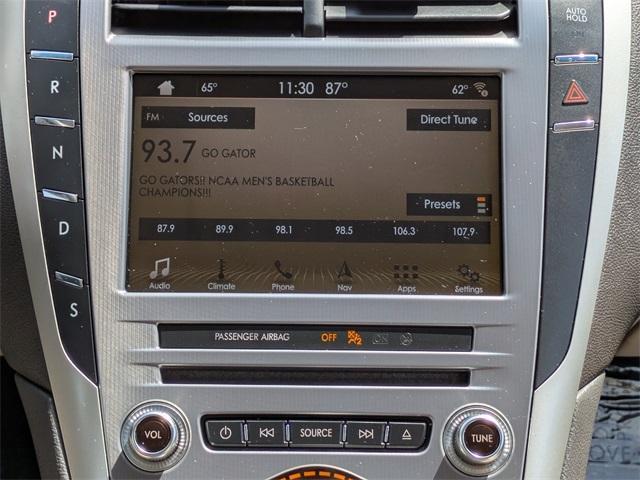 P
R
N
D
S
AUTO HOLD
65° 11:30 87° 62°
FM Sources Direct Tune
93.7 GO GATOR
GO GATORS!! NCAA MEN'S BASKETBALL
CHAMPIONS!!!
Presets
87.9 89.9 98.1 98.5 106.3 107.9
Audio Climate Phone Nav Apps Settings
PASSENGER AIRBAG OFF 2 ON
VOL SOURCE TUNE